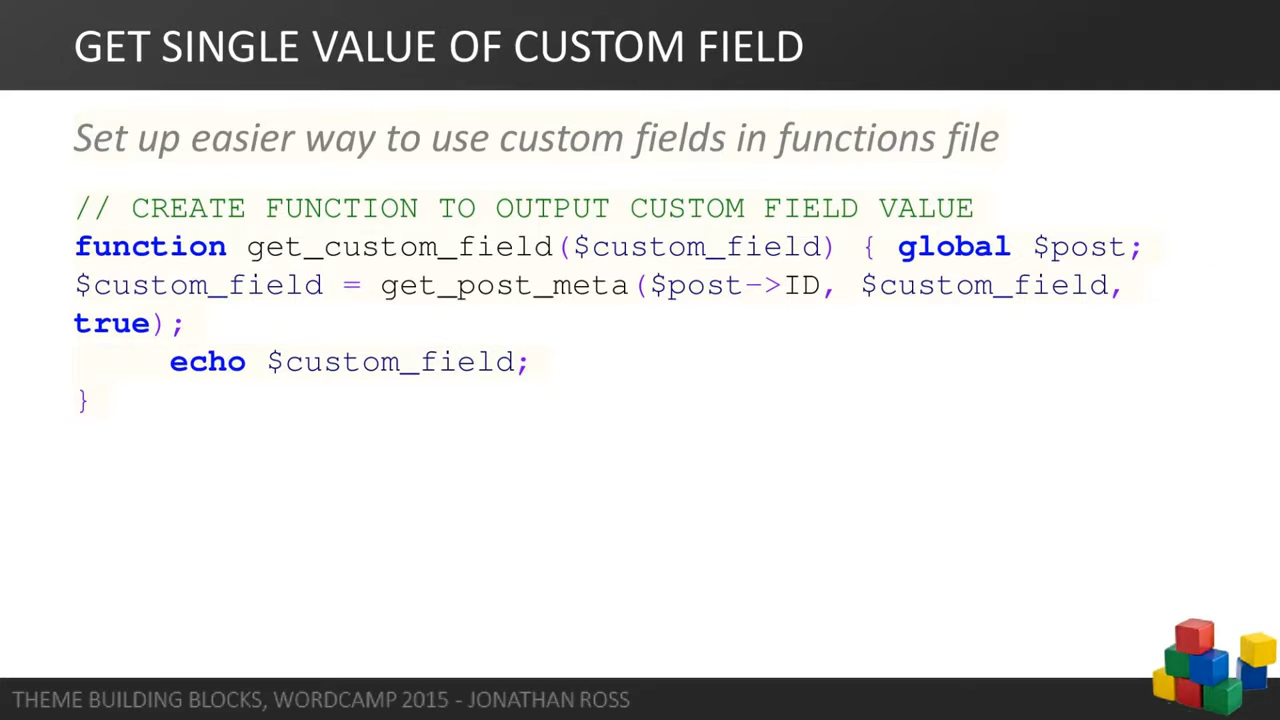 GET SINGLE VALUE OF CUSTOM FIELD
Set up easier way to use custom fields in functions file
// CREATE FUNCTION TO OUTPUT CUSTOM FIELD VALUE
function get_custom_field($custom_field) { global $post;
$custom_field = get_post_meta($post->ID, $custom_field,
true);
echo $custom_field;
}
THEME BUILDING BLOCKS, WORDCAMP 2015 - JONATHAN ROSS